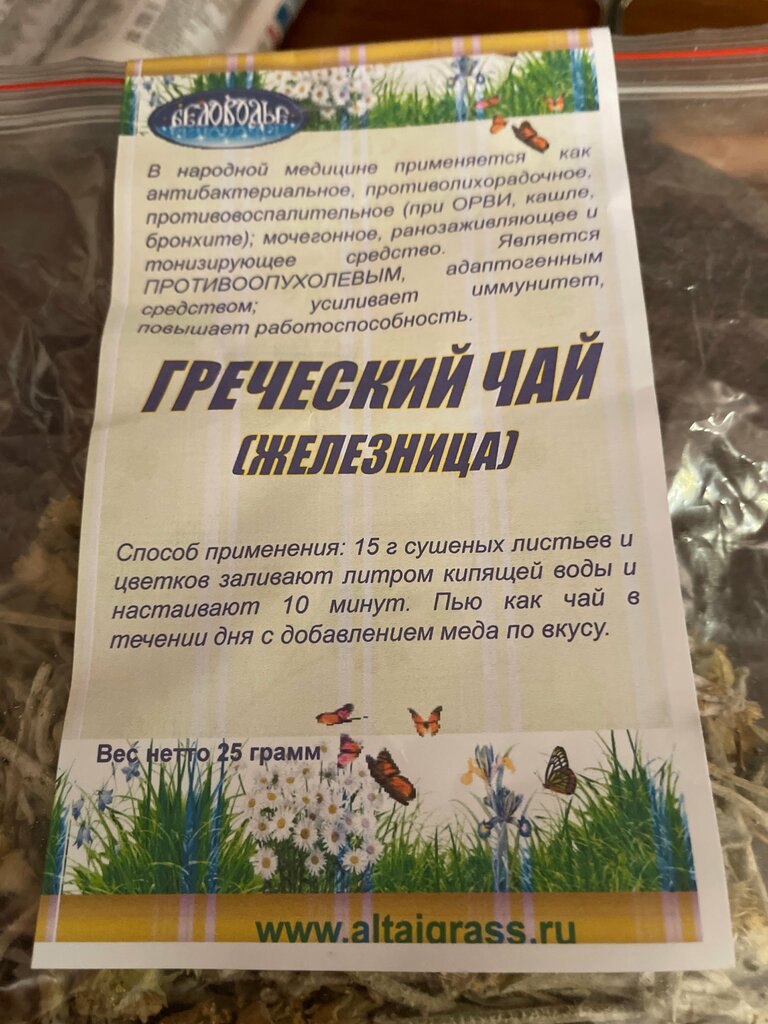 БЕЛОВОДЬЕ
В народной медицине применяется как
антибактериальное, противолихорадочное,
противовоспалительное (при ОРВИ, кашле,
бронхите); мочегонное, ранозаживляющее и
тонизирующее средство. Является
ПРОТИВООПУХОЛЕВЫМ, адаптогенным
средством; усиливает иммунитет,
повышает работоспособность.
ГРЕЧЕСКИЙ ЧАЙ
(ЖЕЛЕЗНИЦА)
Способ применения: 15 г сушеных листьев и
цветков заливают литром кипящей воды и
настаивают 10 минут. Пью как чай в
течении дня с добавлением меда по вкусу.
Вес нетто 25 грамм
www.altaigrass.ru